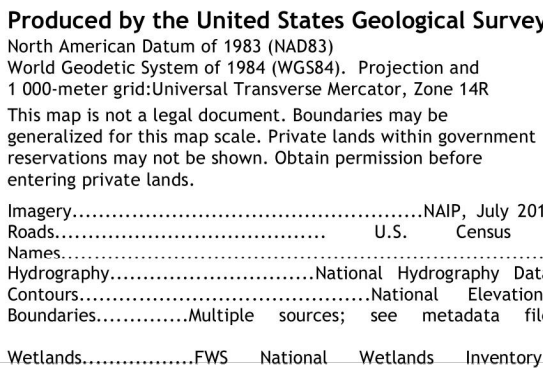 Produced by the United States Geological Survey
North American Datum of 1983 (NAD83)
World Geodetic System of 1984 (WGS84). Projection and
1 000-meter grid:Universal Transverse Mercator, Zone 14R
This map is not a legal document. Boundaries may be
generalized for this map scale. Private lands within government
reservations may not be shown. Obtain permission before
entering private lands.
Imagery.....................................................NAIP, July 201
Roads......................................... U.S. Census
Names..........................................................................
Hydrography...............................National Hydrography Data
Contours............................................National Elevation
Boundaries..............Multiple sources; see metadata file
Wetlands.................FWS National Wetlands Inventory